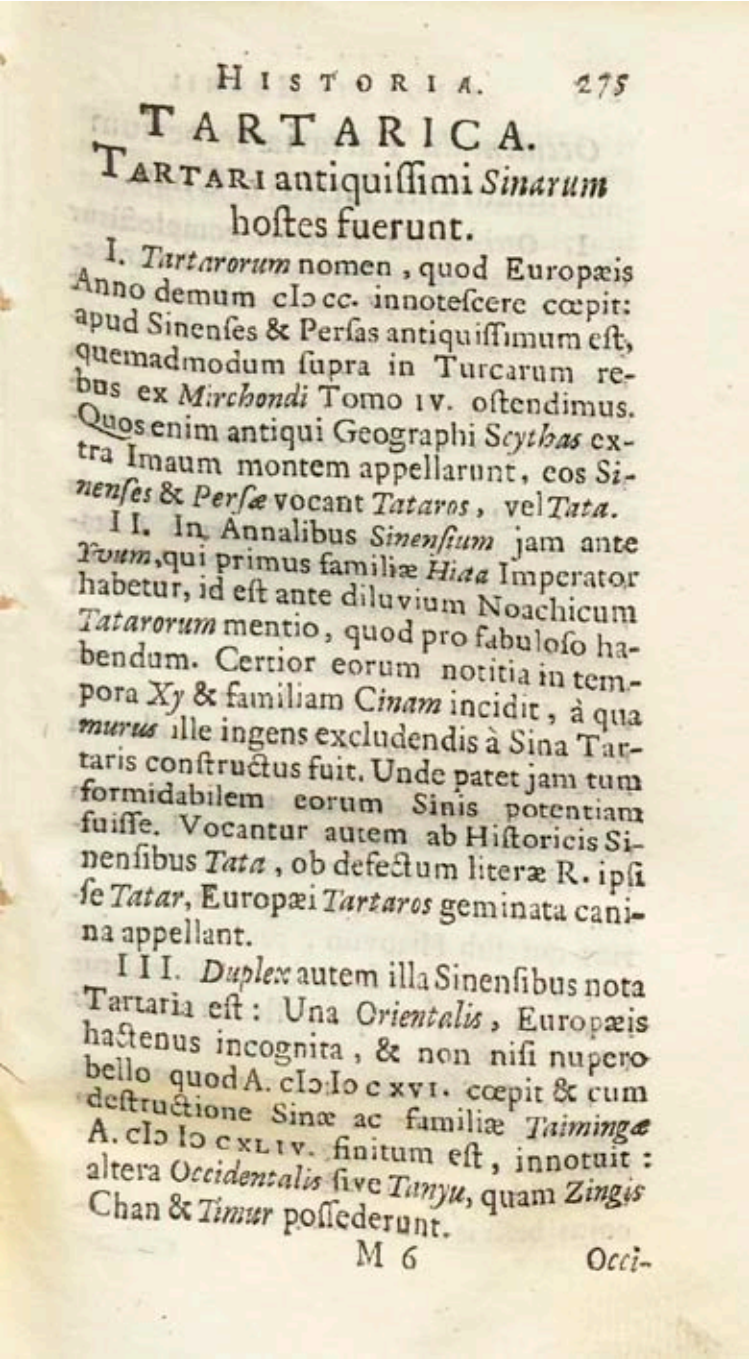 HISTORIA. 275
TARTARICA.
TARTARI antiquiſſimi Sinarum
hoſtes fuerunt.
I. Tartarorum nomen, quod Europæis
Anno demum cIↄ cc. innoteſcere cœpit:
apud Sinenſes & Perſas antiquiſſimum eſt,
quemadmodum ſupra in Turcarum re-
bus ex Mirchondi Tomo IV. oſtendimus.
Quos enim antiqui Geographi Scythas ex-
tra Imaum montem appellarunt, eos Si-
nenſes & Perſæ vocant Tataros, vel Tata.
II. In Annalibus Sinenſium jam ante
Yvum, qui primus familiæ Hiaa Imperator
habetur, id eſt ante diluvium Noachicum
Tatarorum mentio, quod pro fabuloſo ha-
bendum. Certior eorum notitia in tem-
pora Xy & familiam Cinam incidit, à qua
murus ille ingens excludendis à Sina Tar-
taris conſtructus fuit. Unde patet jam tum
formidabilem eorum Sinis potentiam
fuiſſe. Vocantur autem ab Hiſtoricis Si-
nenſibus Tata, ob defectum literæ R. ipſi
ſe Tatar, Europæi Tartaros geminata cani-
na appellant.
III. Duplex autem illa Sinenſibus nota
Tartaria eſt: Una Orientalis, Europæis
hactenus incognita, & non niſi nupero
bello quod A. cIↄ Iↄ c xvi. cœpit & cum
deſtructione Sinæ ac familiæ Taimingæ
A. cIↄ Iↄ c xLiv. finitum eſt, innotuit:
altera Occidentalis ſive Tanyu, quam Zingis
Chan & Timur poſſederunt.
M 6 Occi-